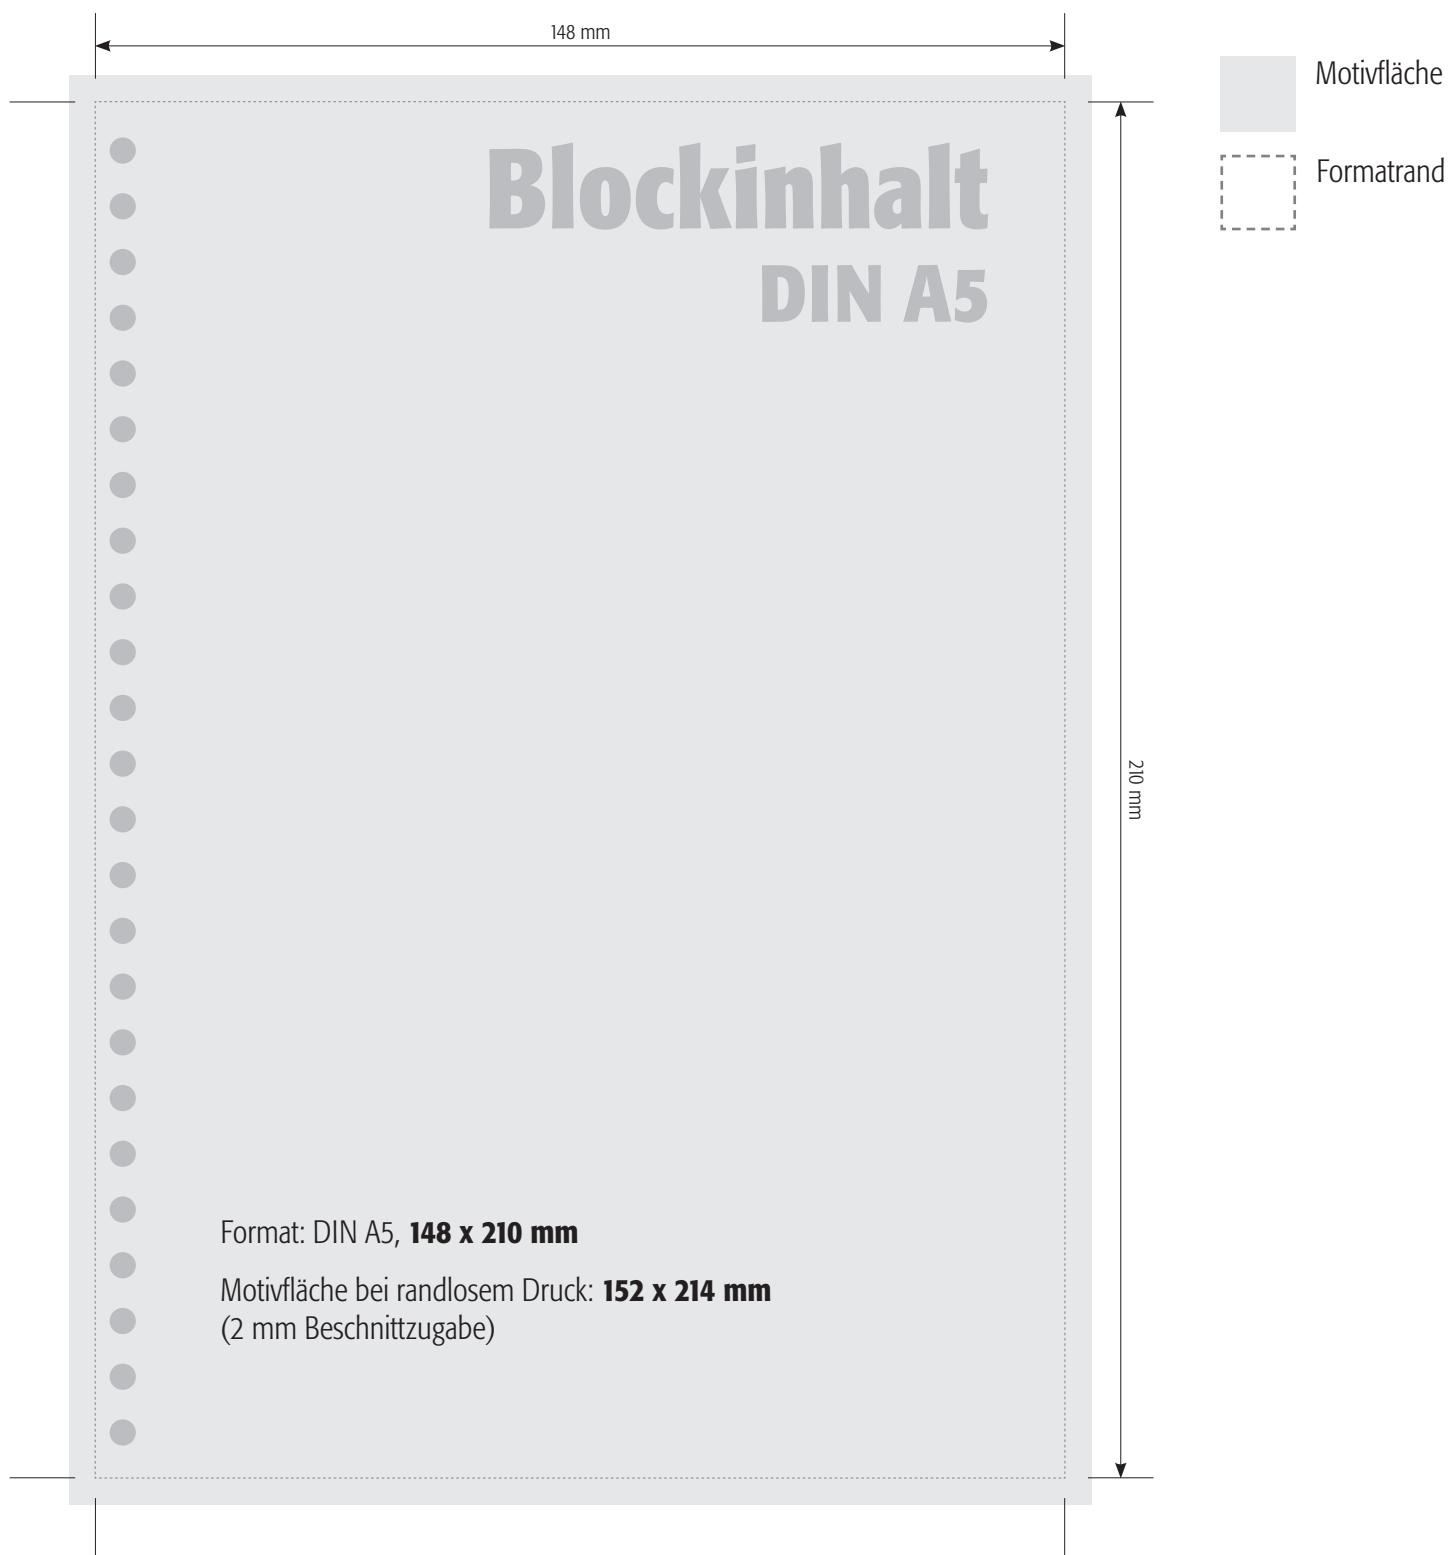 148 mm
Motivfläche
Formatrand
Blockinhalt
DIN A5
210 mm
Format: DIN A5, 148 x 210 mm
Motivfläche bei randlosem Druck: 152 x 214 mm
(2 mm Beschnittzugabe)